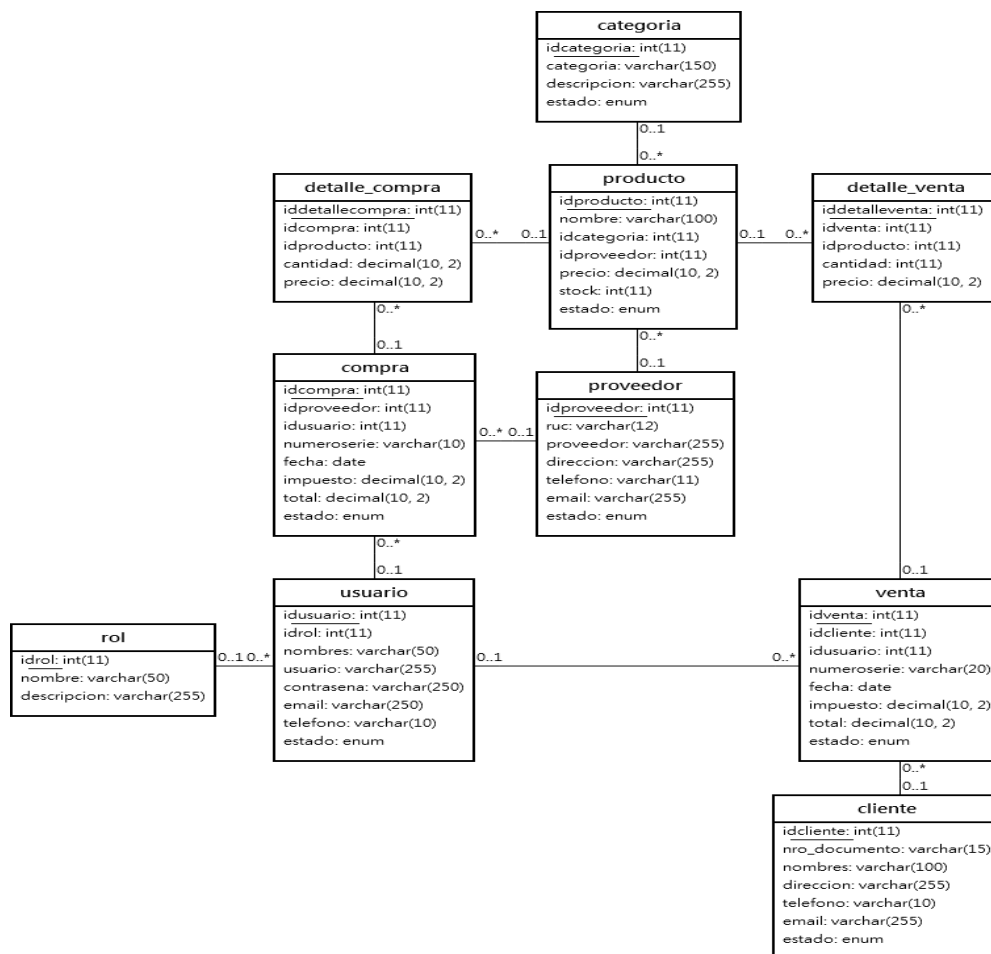 categoria
idcategoria: int(11)
categoria: varchar(150)
descripcion: varchar(255)
estado: enum
0..1
0..*
detalle_compra
iddetallecompra: int(11)
idcompra: int(11)
idproducto: int(11)
cantidad: decimal(10, 2)
precio: decimal(10, 2)
0..*
0..1
producto
idproducto: int(11)
nombre: varchar(100)
idcategoria: int(11)
idproveedor: int(11)
precio: decimal(10, 2)
stock: int(11)
estado: enum
0..1
0..*
detalle_venta
iddetalleventa: int(11)
idventa: int(11)
idproducto: int(11)
cantidad: int(11)
precio: decimal(10, 2)
0..*
0..1
0..*
0..1
0..*
compra
idcompra: int(11)
idproveedor: int(11)
idusuario: int(11)
numeroserie: varchar(10)
fecha: date
impuesto: decimal(10, 2)
total: decimal(10, 2)
estado: enum
0..*
0..1
proveedor
idproveedor: int(11)
ruc: varchar(12)
proveedor: varchar(255)
direccion: varchar(255)
telefono: varchar(11)
email: varchar(255)
estado: enum
0..*
0..1
0..1
rol
idrol: int(11)
nombre: varchar(50)
descripcion: varchar(255)
0..1
0..*
usuario
idusuario: int(11)
idrol: int(11)
nombres: varchar(50)
usuario: varchar(255)
contrasena: varchar(250)
email: varchar(250)
telefono: varchar(10)
estado: enum
0..1
0..*
venta
idventa: int(11)
idcliente: int(11)
idusuario: int(11)
numeroserie: varchar(20)
fecha: date
impuesto: decimal(10, 2)
total: decimal(10, 2)
estado: enum
0..*
0..1
cliente
idcliente: int(11)
nro_documento: varchar(15)
nombres: varchar(100)
direccion: varchar(255)
telefono: varchar(10)
email: varchar(255)
estado: enum